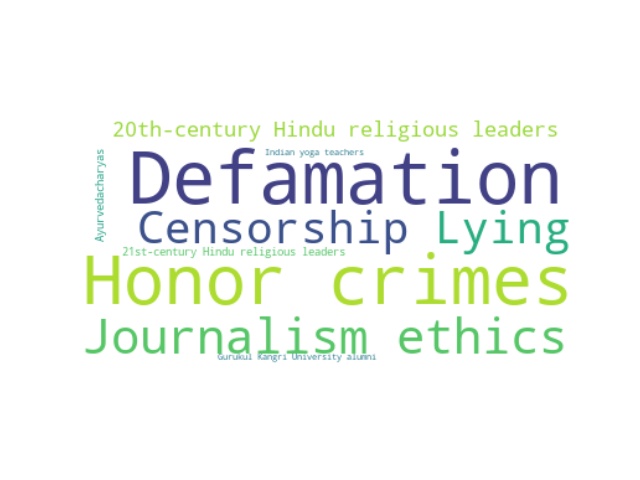 20th-century Hindu religious leaders
Indian yoga teachers
Ayurvedacharyas
Defamation
Censorship
Lying
21st-century Hindu religious leaders
Honor crimes
Journalism ethics
Gurukul Kangri University alumni